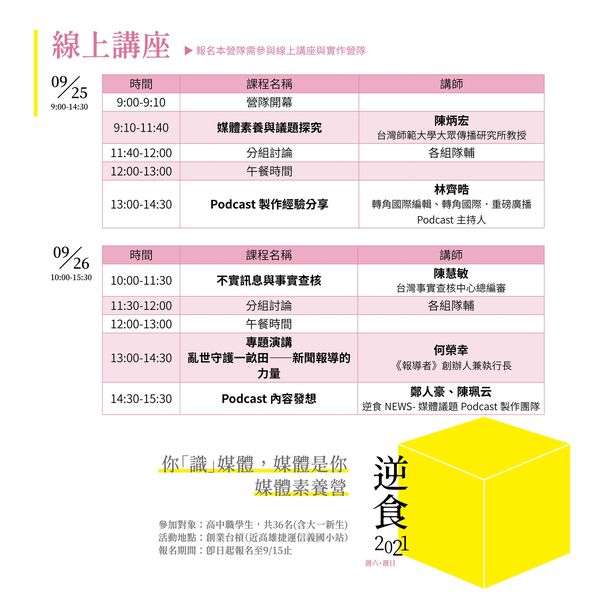 線上講座 ▶ 報名本營隊需參與線上講座與實作營隊
09/25
9:00-14:30
時間 課程名稱 講師
9:00-9:10 營隊開幕
9:10-11:40 媒體素養與議題探究 陳炳宏
台灣師範大學大眾傳播研究所教授
11:40-12:00 分組討論 各組隊輔
12:00-13:00 午餐時間
13:00-14:30 Podcast 製作經驗分享 林齊晧
轉角國際編輯、轉角國際．重磅廣播
Podcast 主持人
09/26
10:00-15:30
時間 課程名稱 講師
10:00-11:30 不實訊息與事實查核 陳慧敏
台灣事實查核中心總編審
11:30-12:00 分組討論 各組隊輔
12:00-13:00 午餐時間
13:00-14:30 專題演講
亂世守護一畝田——新聞報導的
力量
何榮幸
《報導者》創辦人兼執行長
14:30-15:30 Podcast 內容發想 鄭人豪、陳珮云
逆食 NEWS- 媒體議題 Podcast 製作團隊
你「識」媒體，媒體是你
媒體素養營
參加對象：高中職學生，共36名(含大一新生)
活動地點：創業台槓(近高雄捷運信義國小站)
報名期間：即日起報名至9/15止
逆食
2021
週六・週日